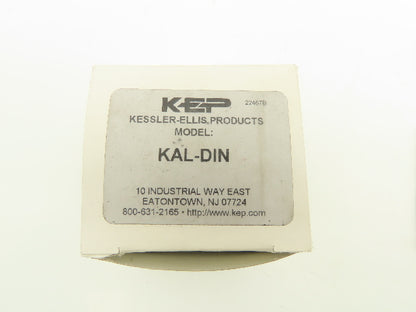 KEP 22467B
KESSLER-ELLIS PRODUCTS
MODEL:
KAL-DIN
10 INDUSTRIAL WAY EAST
EATONTOWN, NJ 07724
800-631-2165 • http://www.kep.com